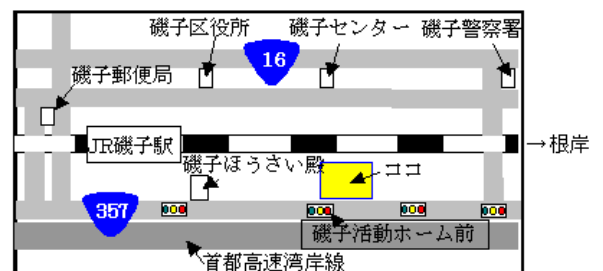 磯子区役所
磯子センター
磯子警察署
16
磯子郵便局
JR磯子駅
→根岸
磯子ほうさい殿
ココ
357
磯子活動ホーム前
首都高速湾岸線